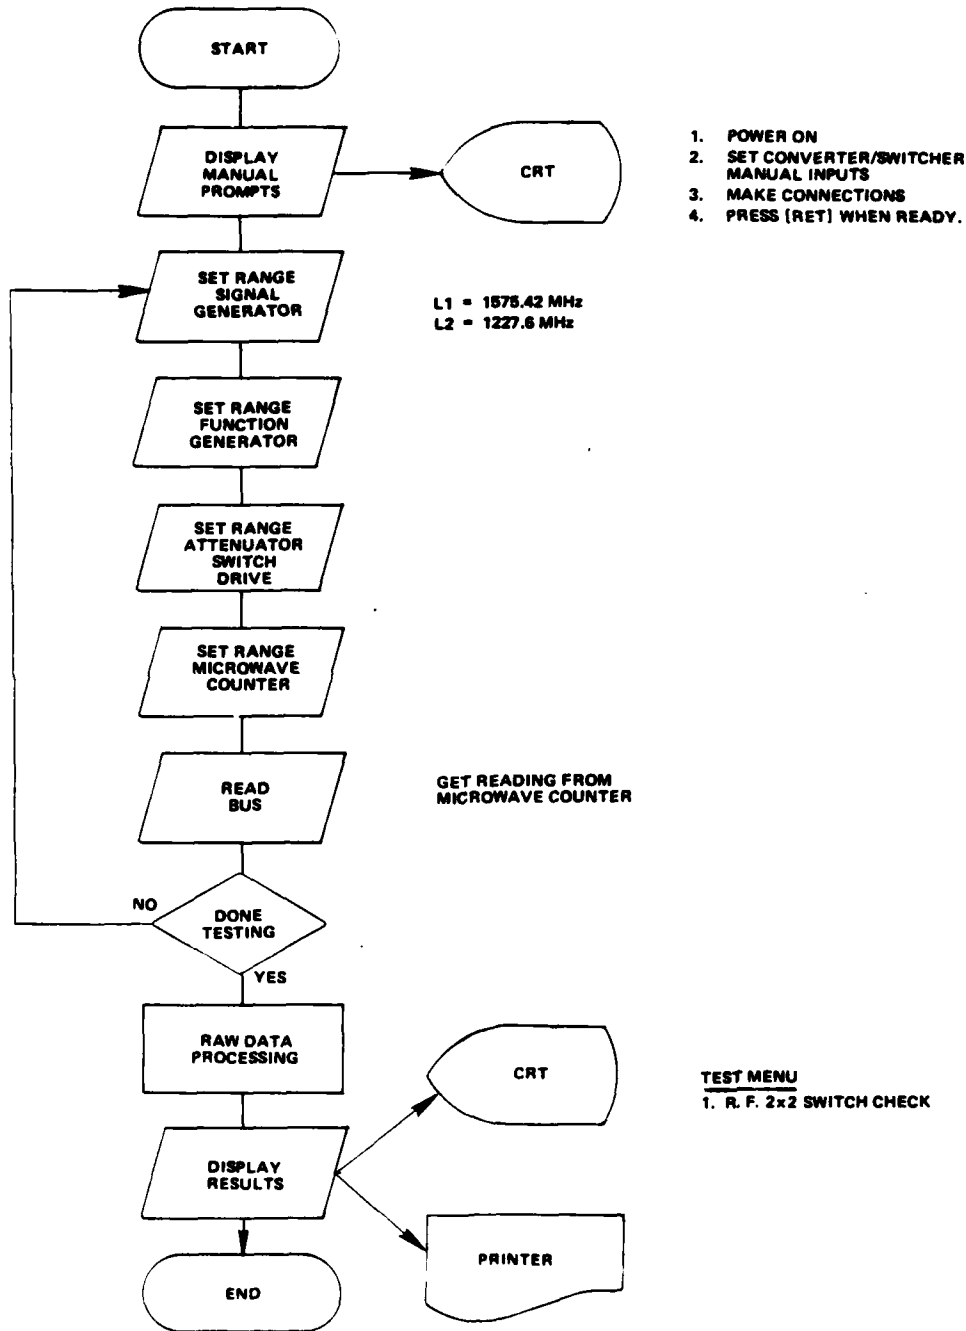 START
DISPLAY
MANUAL
PROMPTS
CRT
1. POWER ON
2. SET CONVERTER/SWITCHER
MANUAL INPUTS
3. MAKE CONNECTIONS
4. PRESS [RET] WHEN READY.
SET RANGE
SIGNAL
GENERATOR
L1 = 1575.42 MHz
L2 = 1227.6 MHz
SET RANGE
FUNCTION
GENERATOR
SET RANGE
ATTENUATOR
SWITCH
DRIVE
SET RANGE
MICROWAVE
COUNTER
READ
BUS
GET READING FROM
MICROWAVE COUNTER
NO
DONE
TESTING
YES
RAW DATA
PROCESSING
CRT
TEST MENU
1. R. F. 2x2 SWITCH CHECK
DISPLAY
RESULTS
PRINTER
END